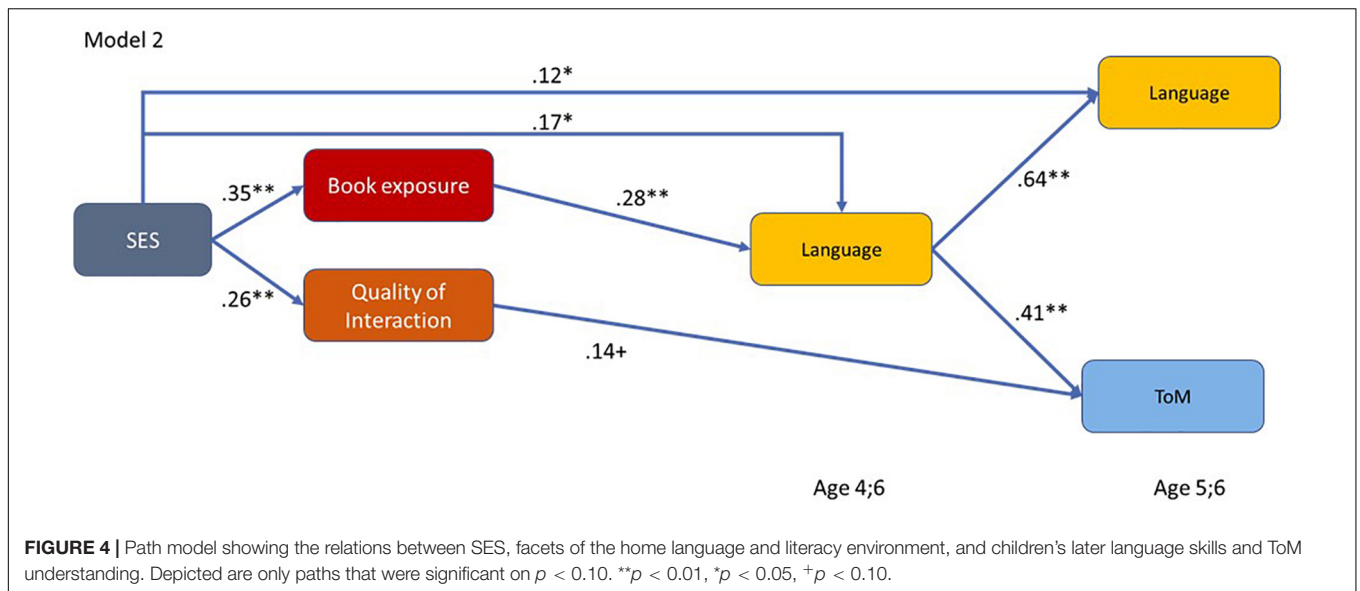 Model 2
.12*
Language
.17*
.35**
Book exposure
.28**
.64**
SES
Language
.26**
Quality of
Interaction
.14+
.41**
ToM
Age 4;6
Age 5;6
FIGURE 4 | Path model showing the relations between SES, facets of the home language and literacy environment, and children’s later language skills and ToM
understanding. Depicted are only paths that were significant on p < 0.10. **p < 0.01, *p < 0.05, +p < 0.10.